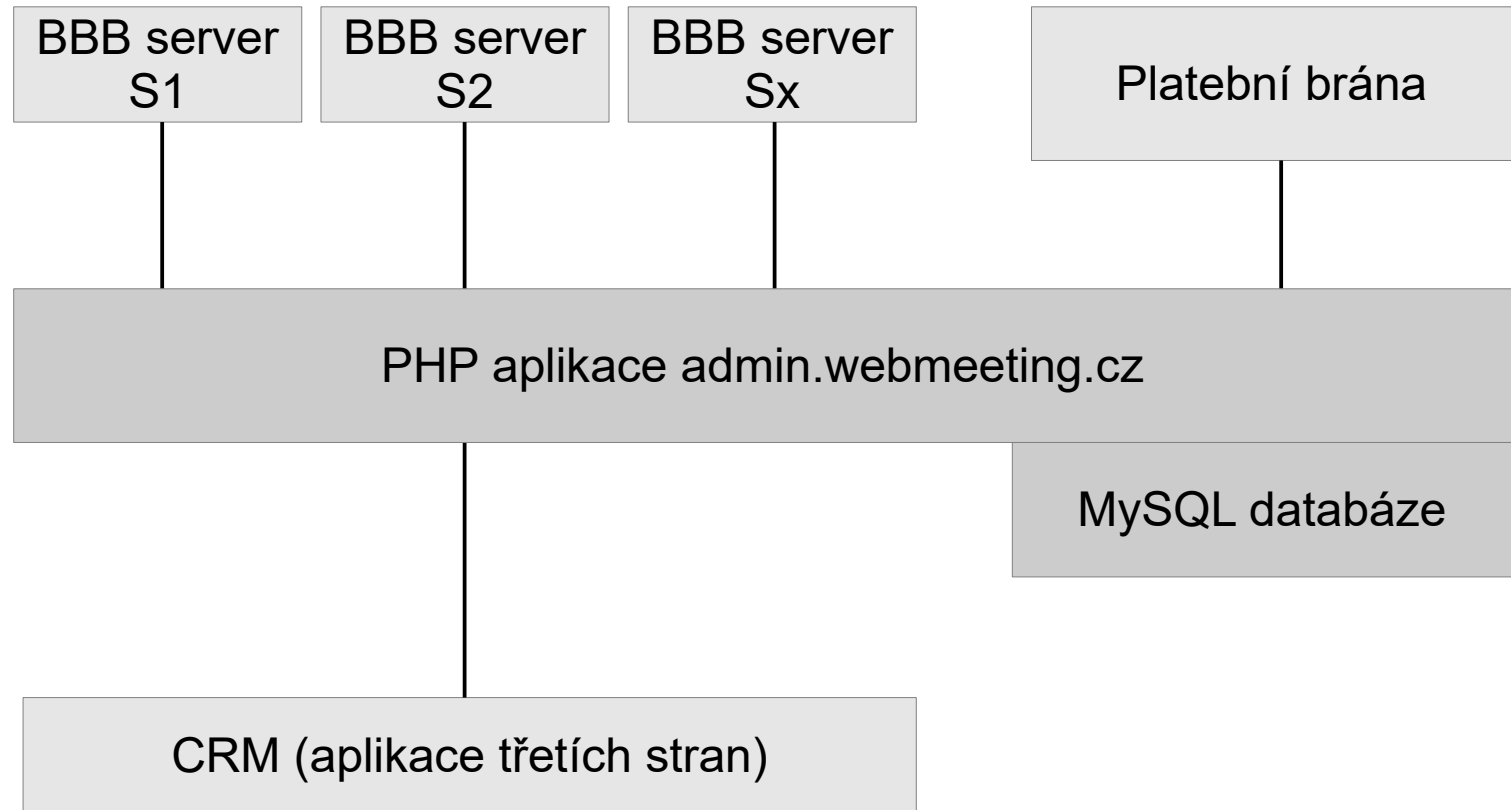 BBB server
S1
BBB server
S2
BBB server
Sx
Platební brána
PHP aplikace admin.webmeeting.cz
MySQL databáze
CRM (aplikace třetích stran)